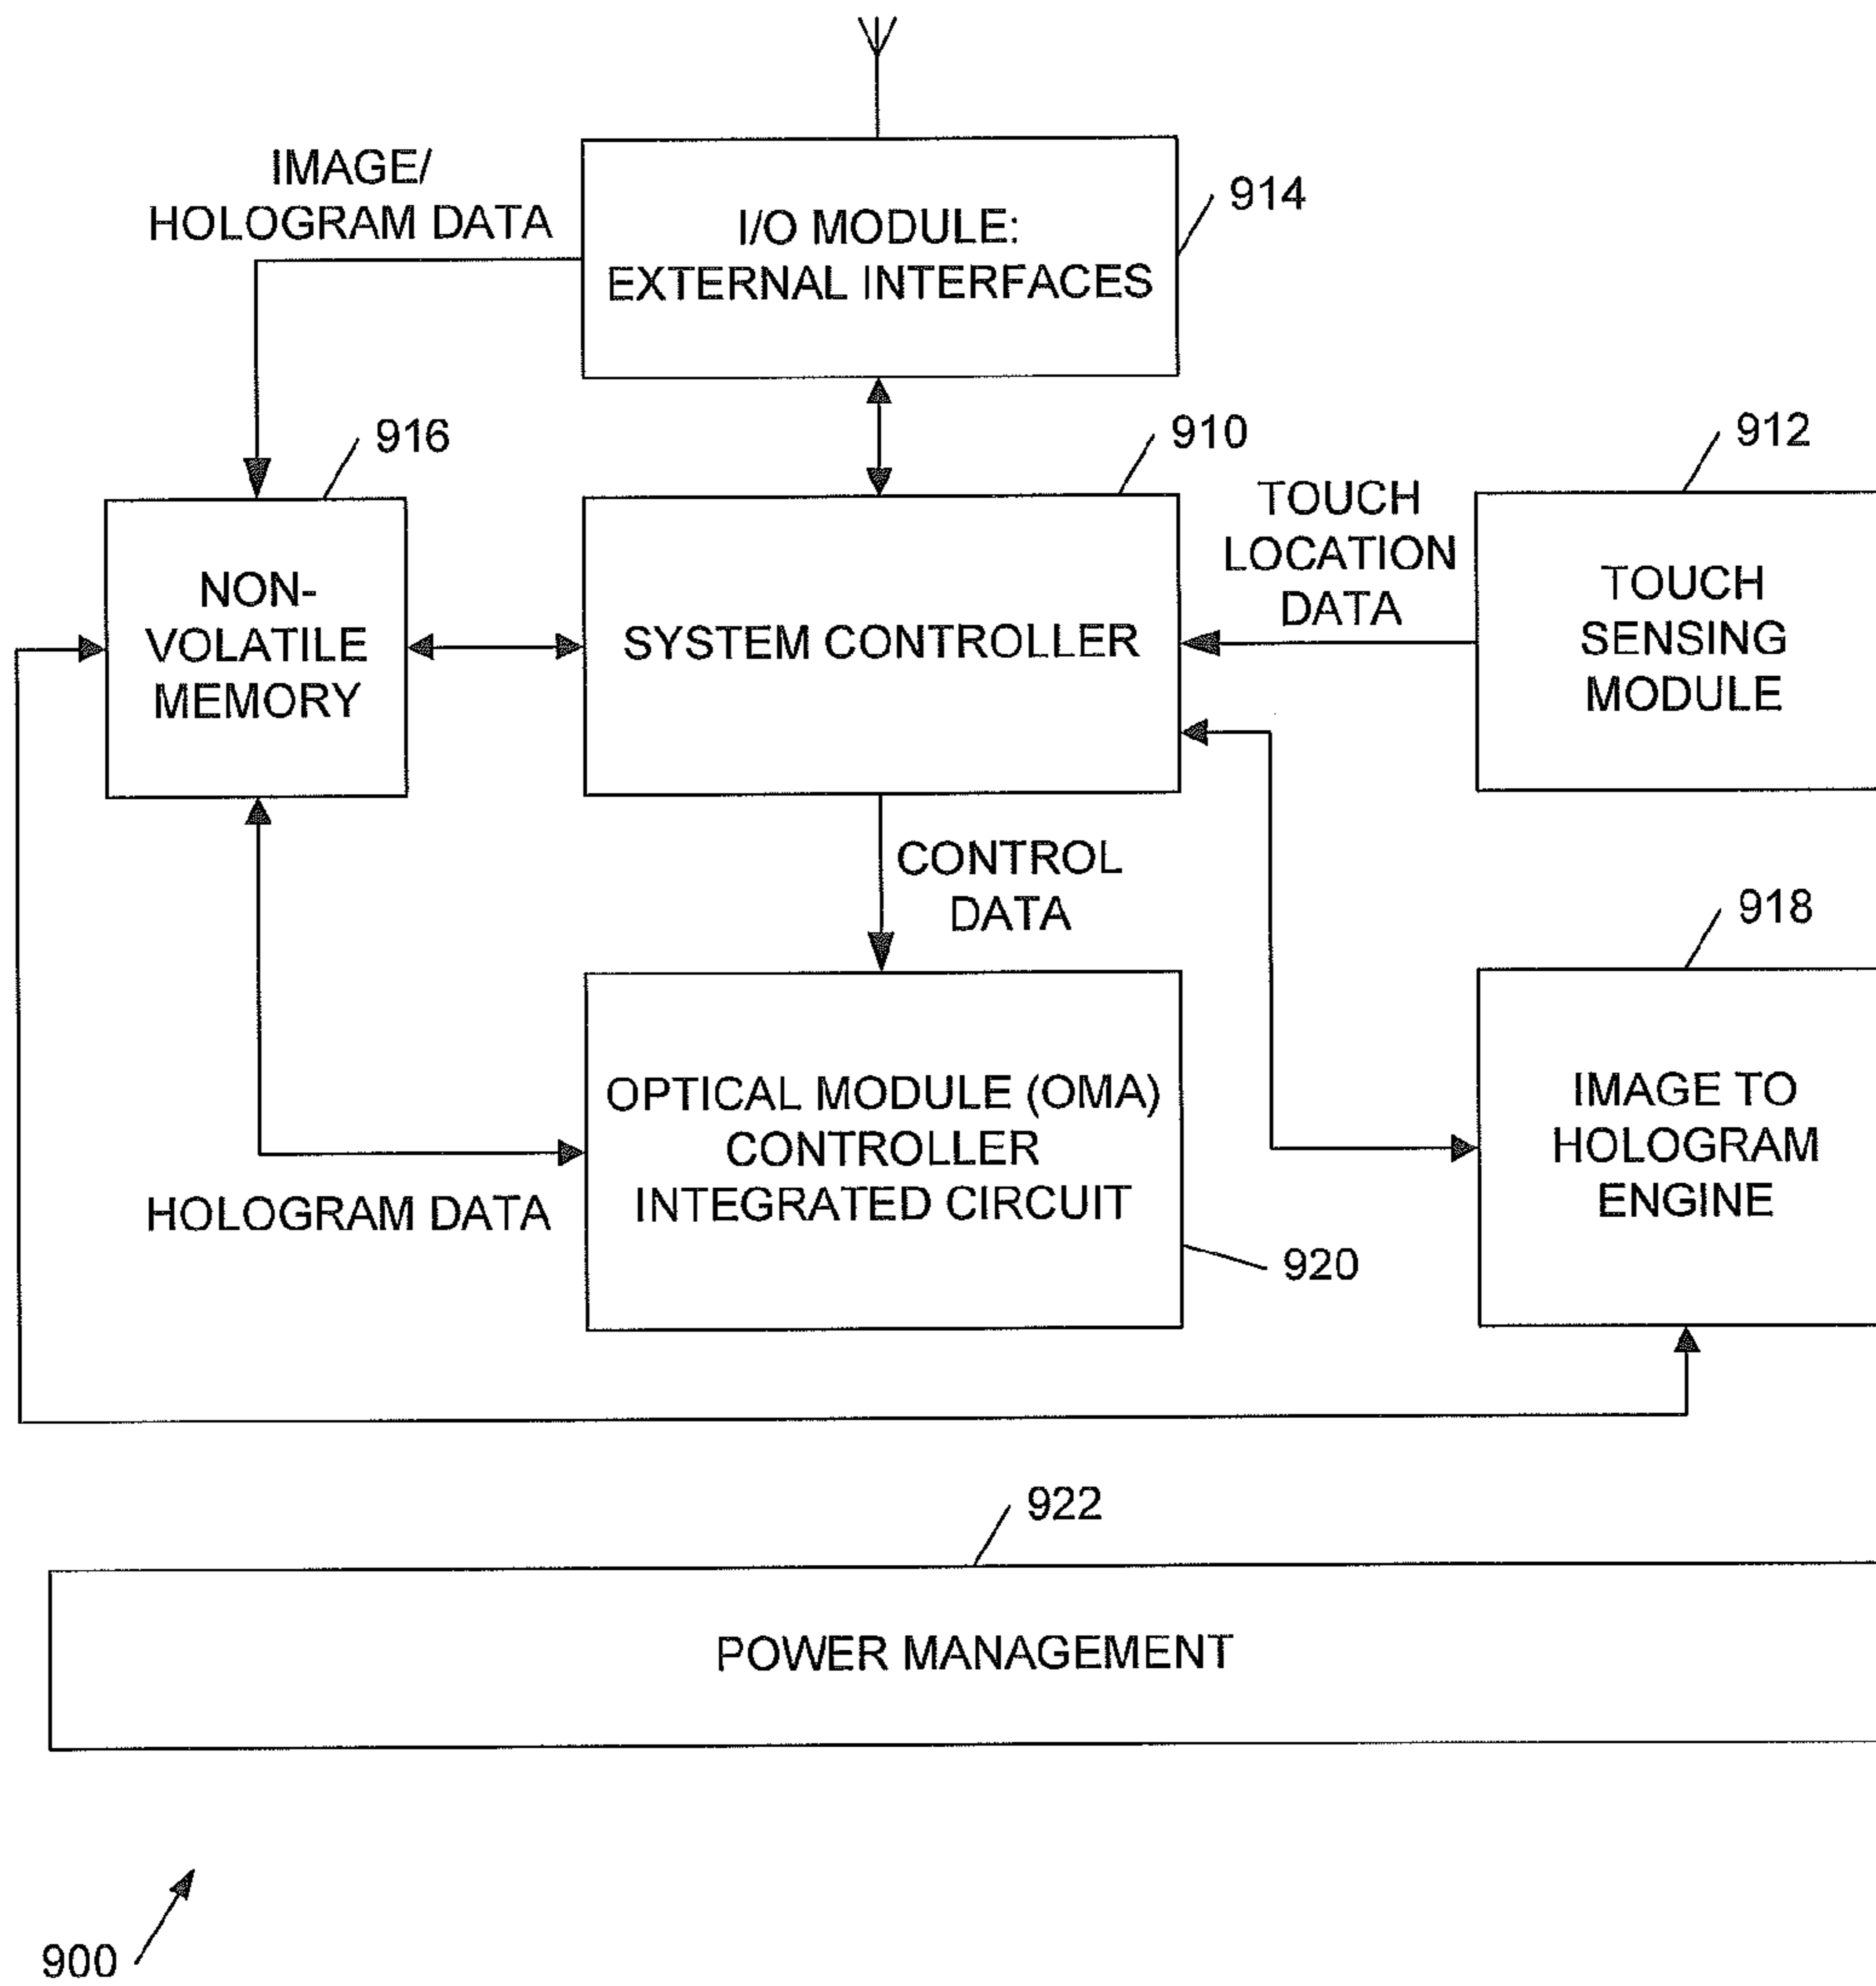 IMAGE/
HOLOGRAM DATA
I/O MODULE:
EXTERNAL INTERFACES
914
916
910
912
NON-
VOLATILE
MEMORY
SYSTEM CONTROLLER
TOUCH
LOCATION
DATA
TOUCH
SENSING
MODULE
CONTROL
DATA
918
HOLOGRAM DATA
OPTICAL MODULE (OMA)
CONTROLLER
INTEGRATED CIRCUIT
920
IMAGE TO
HOLOGRAM
ENGINE
922
POWER MANAGEMENT
900